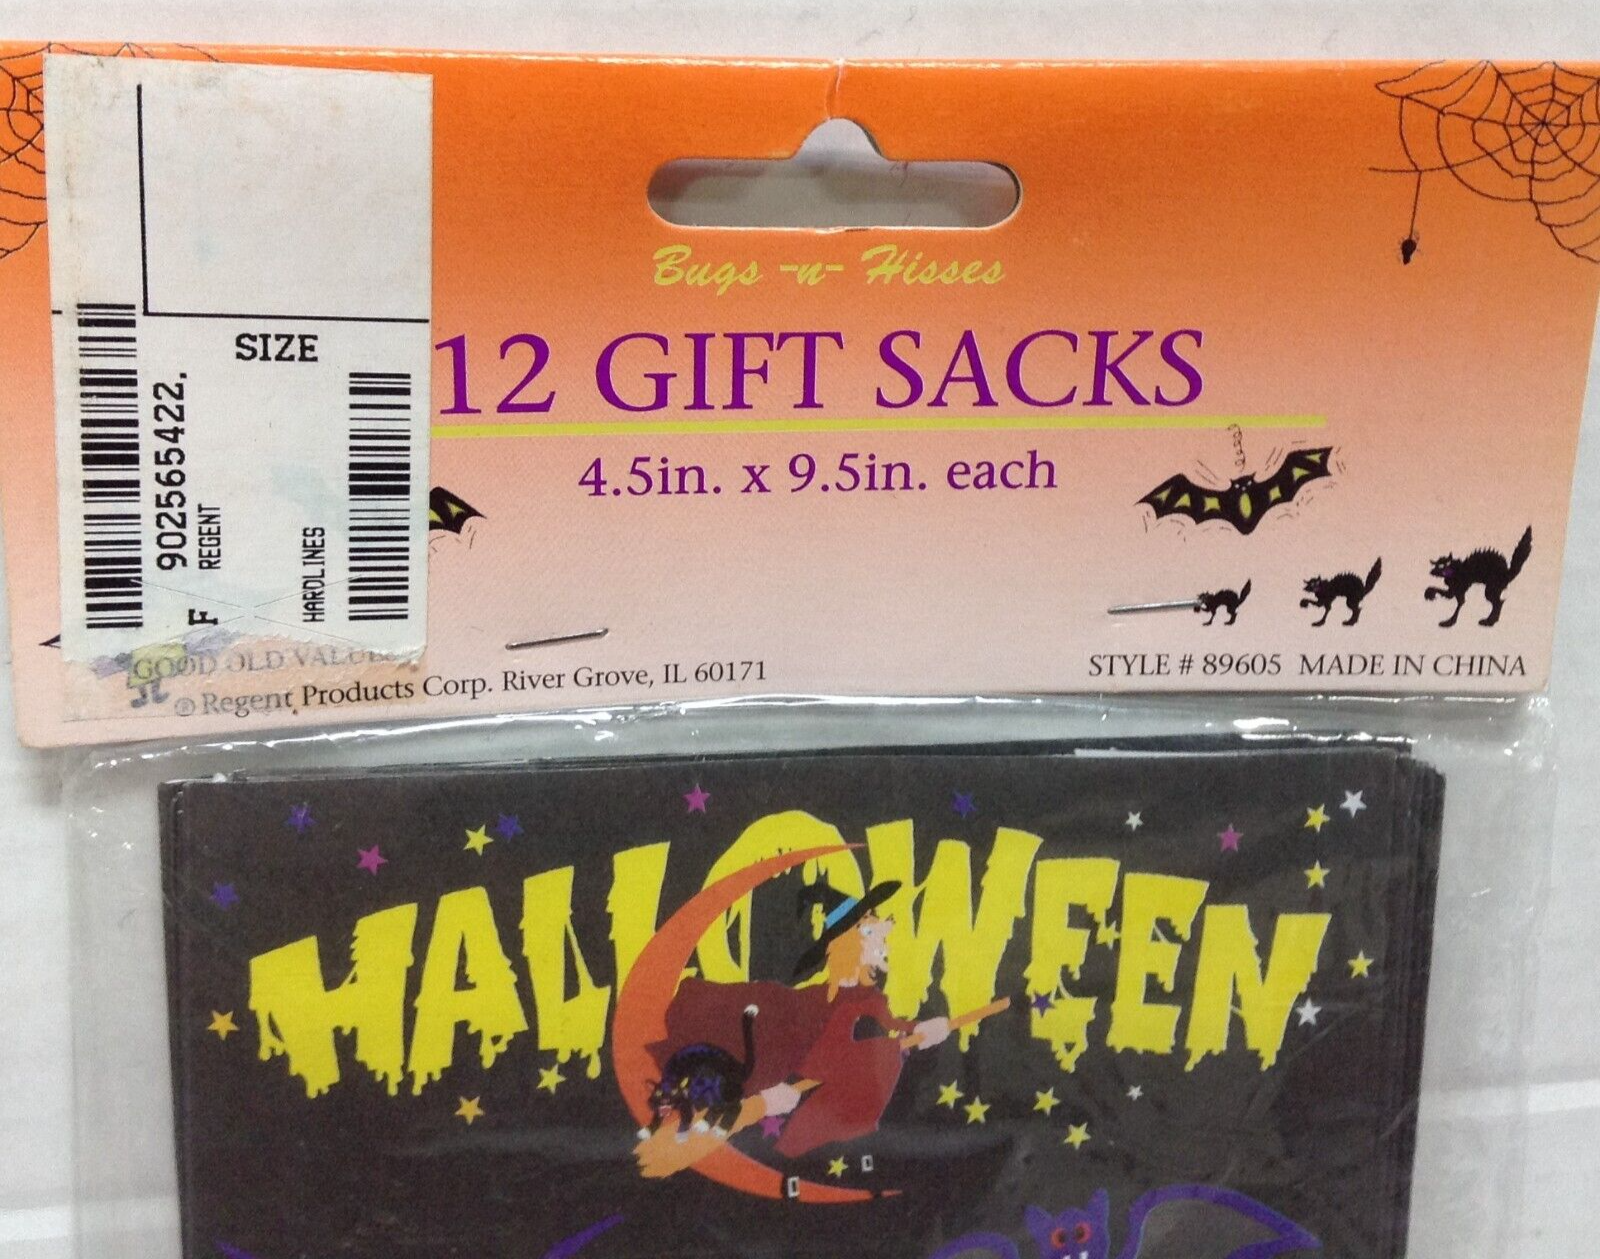 Bugs -n- Hisses
12 GIFT SACKS
4.5in. x 9.5in. each
SIZE
9025654422.
F REGENT
HARDLINES
GOOD OLD VALUES
® Regent Products Corp. River Grove, IL 60171
STYLE # 89605 MADE IN CHINA
HALLOWEEN